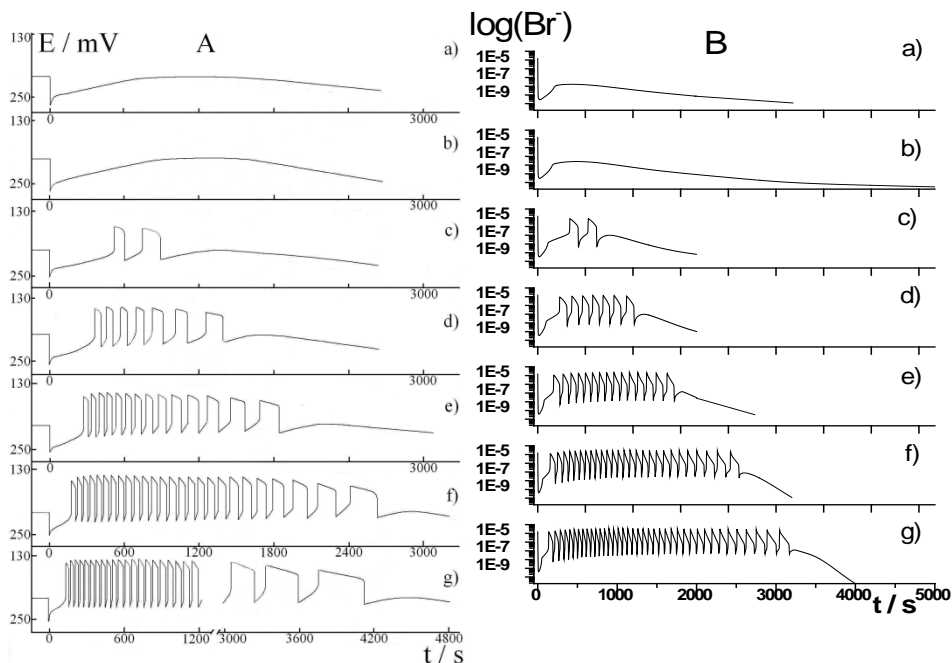 E / mV A
130
a)
250
0 3000
130
b)
250
0 3000
130
c)
250
0 3000
130
d)
250
0 3000
130
e)
250
0 3000
130
f)
250
0 600 1200 1800 2400 3000
130
g)
250
0 600 1200 3000 3600 4200 4800
t / s
log(Br⁻) B
1E-5 a)
1E-7
1E-9
1E-5
1E-7 b)
1E-9
1E-5 c)
1E-7
1E-9
1E-5 d)
1E-7
1E-9
1E-5 e)
1E-7
1E-9
1E-5 f)
1E-7
1E-9
1E-5 g)
1E-7
1E-9
0 1000 2000 3000 4000 5000
t / s